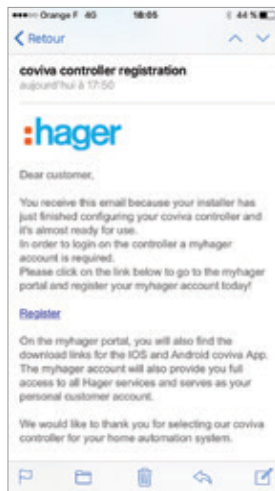 Orange F 4G 18:05 44 %
Retour
coviva controller registration
aujourd'hui à 17:50
:hager
Dear customer,
You receive this email because your installer has
just finished configuring your coviva controller and
it's almost ready for use.
In order to login on the controller a myhager
account is required.
Please click on the link below to go to the myhager
portal and register your myhager account today!
Register
On the myhager portal, you will also find the
download links for the IOS and Android coviva App.
The myhager account will also provide you full
access to all Hager services and serves as your
personal customer account.
We would like to thank you for selecting our coviva
controller for your home automation system.